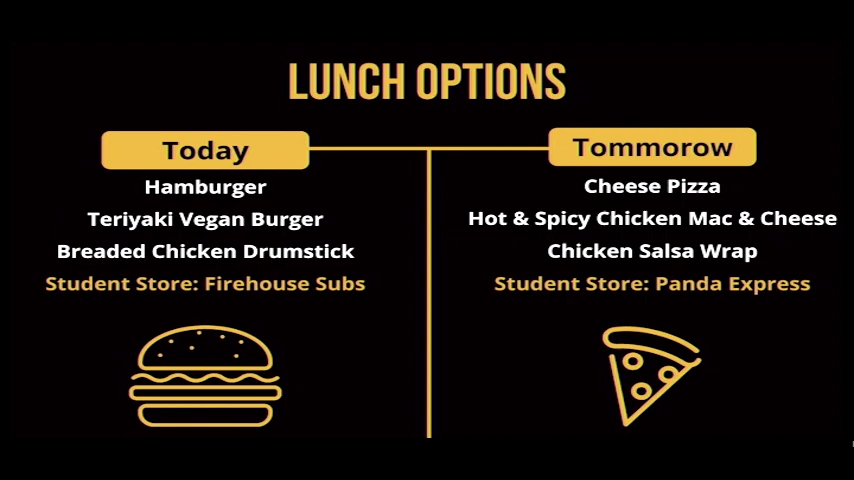 LUNCH OPTIONS
Today
Hamburger
Teriyaki Vegan Burger
Breaded Chicken Drumstick
Student Store: Firehouse Subs
Tommorow
Cheese Pizza
Hot & Spicy Chicken Mac & Cheese
Chicken Salsa Wrap
Student Store: Panda Express